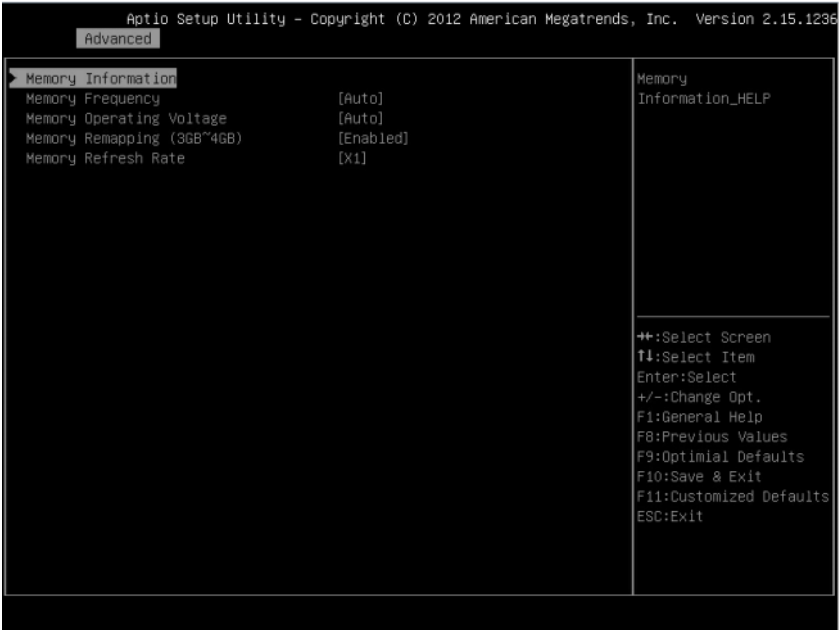 Aptio Setup Utility – Copyright (C) 2012 American Megatrends, Inc. Version 2.15.1236
Advanced
Memory Information
Memory Frequency [Auto]
Memory Operating Voltage [Auto]
Memory Remapping (3GB~4GB) [Enabled]
Memory Refresh Rate [X1]
Memory
Information_HELP
→←:Select Screen
↑↓:Select Item
Enter:Select
+/-:Change Opt.
F1:General Help
F8:Previous Values
F9:Optimial Defaults
F10:Save & Exit
F11:Customized Defaults
ESC:Exit